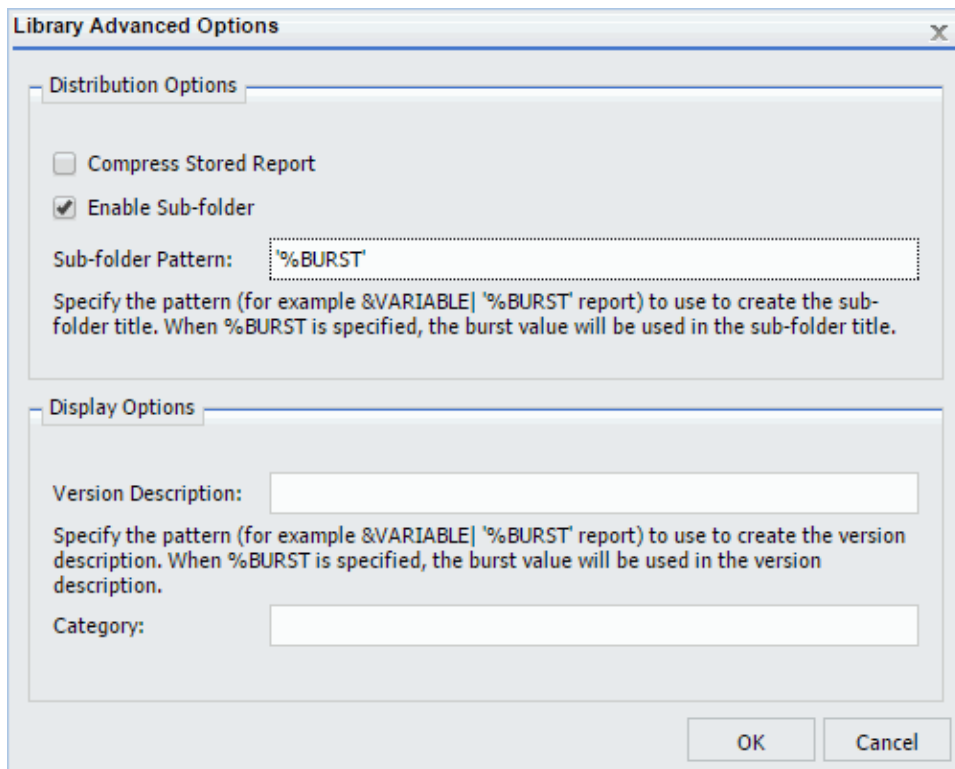 Library Advanced Options
Distribution Options
Compress Stored Report
Enable Sub-folder
Sub-folder Pattern: '%BURST'
Specify the pattern (for example &VARIABLE| '%BURST' report) to use to create the sub-
folder title. When %BURST is specified, the burst value will be used in the sub-folder title.
Display Options
Version Description:
Specify the pattern (for example &VARIABLE| '%BURST' report) to use to create the version
description. When %BURST is specified, the burst value will be used in the version
description.
Category:
OK Cancel